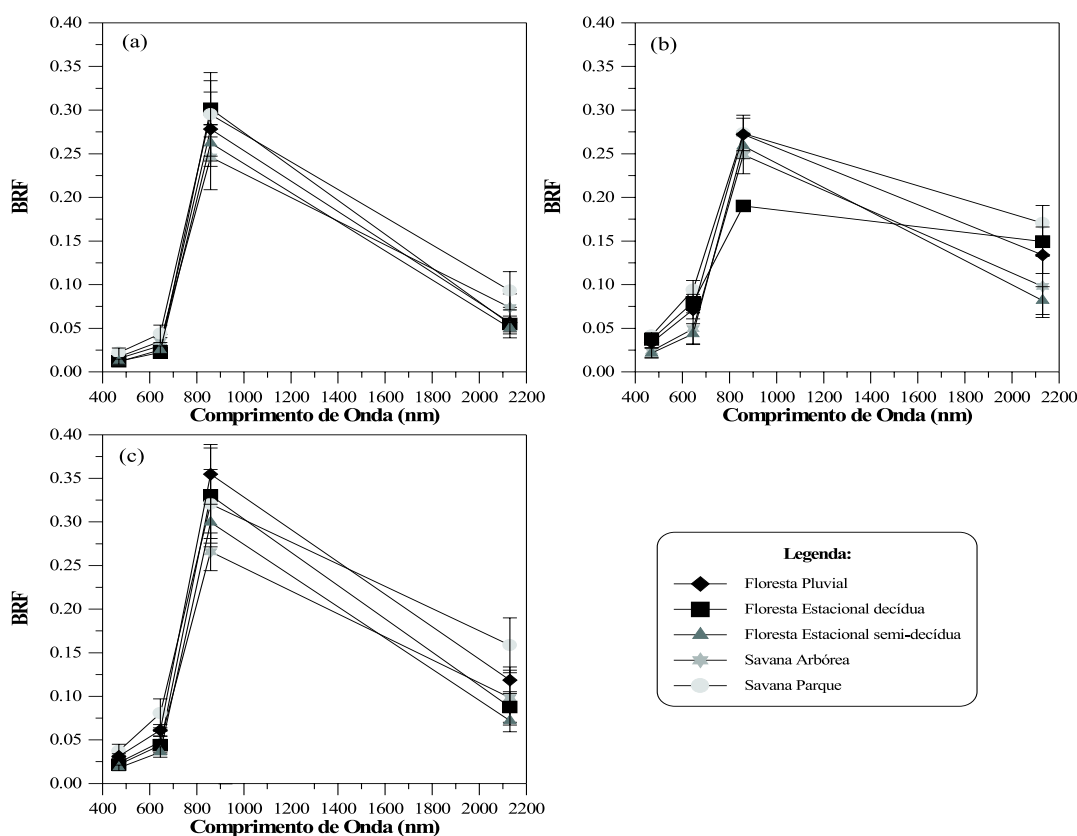 (a)
BRF
0.40
0.35
0.30
0.25
0.20
0.15
0.10
0.05
0.00
400 600 800 1000 1200 1400 1600 1800 2000 2200
Comprimento de Onda (nm)
(b)
BRF
0.40
0.35
0.30
0.25
0.20
0.15
0.10
0.05
0.00
400 600 800 1000 1200 1400 1600 1800 2000 2200
Comprimento de Onda (nm)
(c)
BRF
0.40
0.35
0.30
0.25
0.20
0.15
0.10
0.05
0.00
400 600 800 1000 1200 1400 1600 1800 2000 2200
Comprimento de Onda (nm)
Legenda:
Floresta Pluvial
Floresta Estacional decídua
Floresta Estacional semi-decídua
Savana Arbórea
Savana Parque